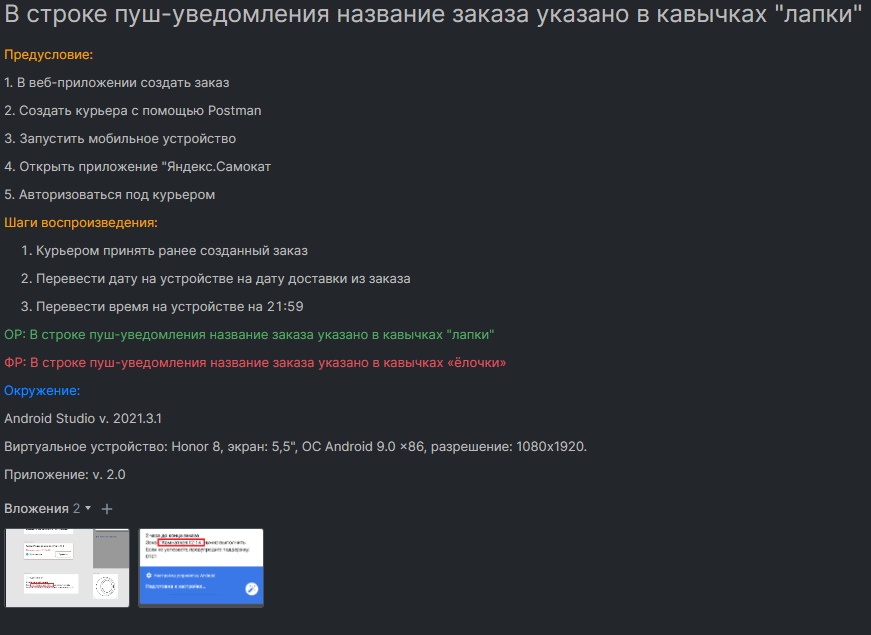 В строке пуш-уведомления название заказа указано в кавычках "лапки"
Предусловие:
1. В веб-приложении создать заказ
2. Создать курьера с помощью Postman
3. Запустить мобильное устройство
4. Открыть приложение "Яндекс.Самокат
5. Авторизоваться под курьером
Шаги воспроизведения:
1. Курьером принять ранее созданный заказ
2. Перевести дату на устройстве на дату доставки из заказа
3. Перевести время на устройстве на 21:59
ОР: В строке пуш-уведомления название заказа указано в кавычках "лапки"
ФР: В строке пуш-уведомления название заказа указано в кавычках «ёлочки»
Окружение:
Android Studio v. 2021.3.1
Виртуальное устройство: Honor 8, экран: 5,5", ОС Android 9.0 ×86, разрешение: 1080x1920.
Приложение: v. 2.0
Вложения 2
2 часа до конца заказа